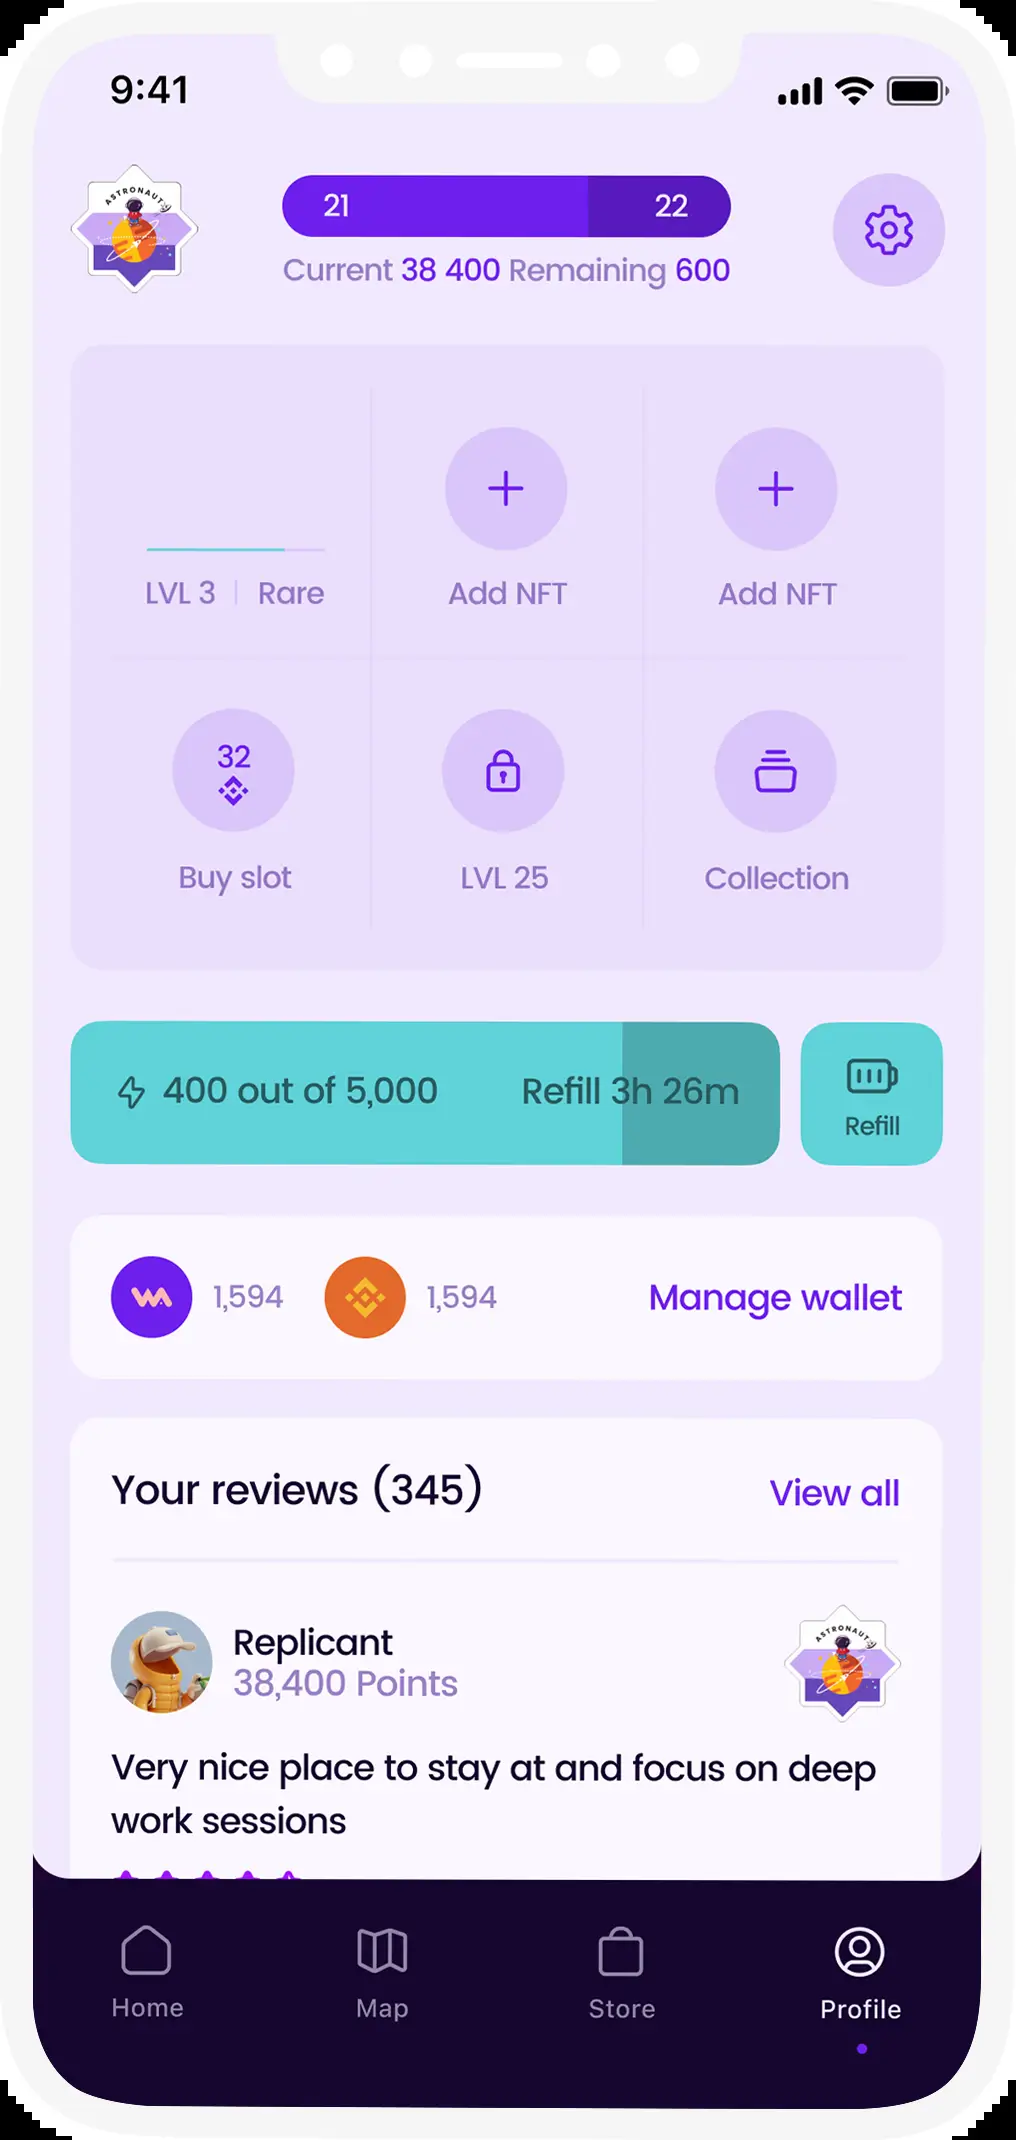 9:41
ASTRONAUT
21 22
Current 38 400 Remaining 600
Add NFT Add NFT
LVL 3 | Rare
32
Buy slot LVL 25 Collection
400 out of 5,000 Refill 3h 26m
Refill
1,594 1,594 Manage wallet
Your reviews (345) View all
Replicant
38,400 Points
ASTRONAUT
Very nice place to stay at and focus on deep
work sessions
Home Map Store Profile